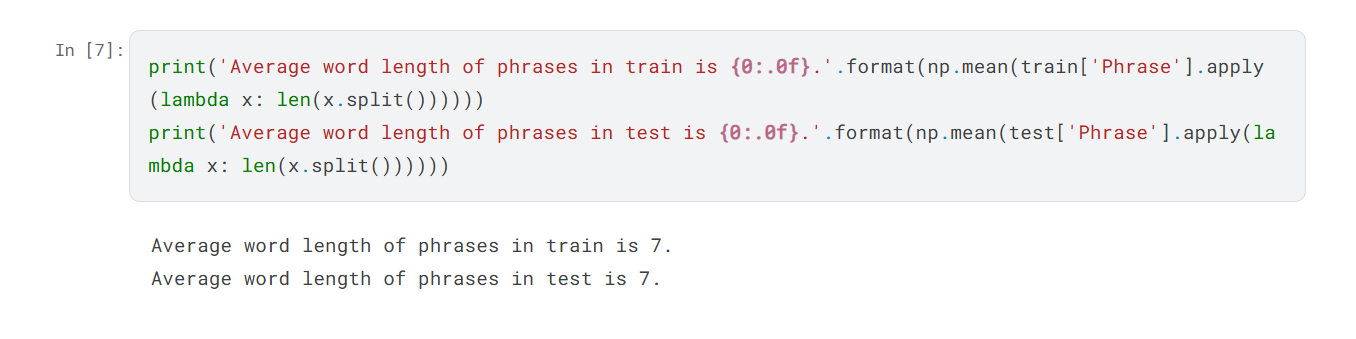 In [7]:
print('Average word length of phrases in train is {0:.0f}.'.format(np.mean(train['Phrase'].apply
(lambda x: len(x.split())))))
print('Average word length of phrases in test is {0:.0f}.'.format(np.mean(test['Phrase'].apply(la
mbda x: len(x.split())))))
Average word length of phrases in train is 7.
Average word length of phrases in test is 7.